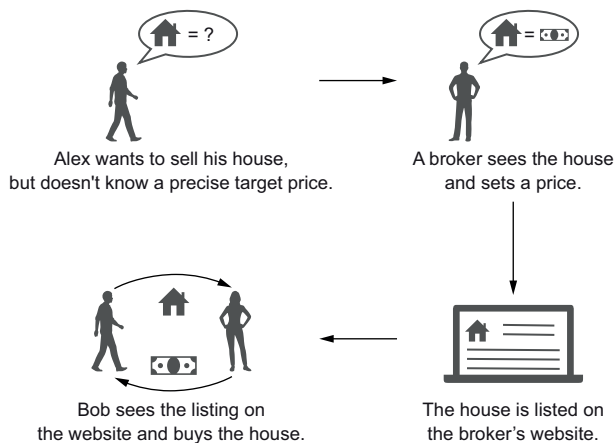 = ?
=
Alex wants to sell his house,
but doesn't know a precise target price.
A broker sees the house
and sets a price.
Bob sees the listing on
the website and buys the house.
The house is listed on
the broker’s website.